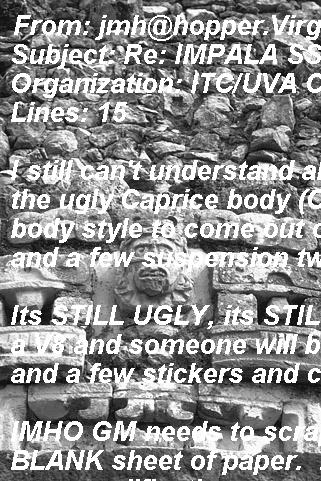 From: jmh@hopper.Virg
Subject: Re: IMPALA SS
Organization: ITC/UVA C
Lines: 15
I still can't understand al
the ugly Caprice body (C
body style to come out o
and a few suspension tw
Its STILL UGLY, its STIL
a V8 and someone will b
and a few stickers and c
IMHO GM needs to scra
BLANK sheet of paper.